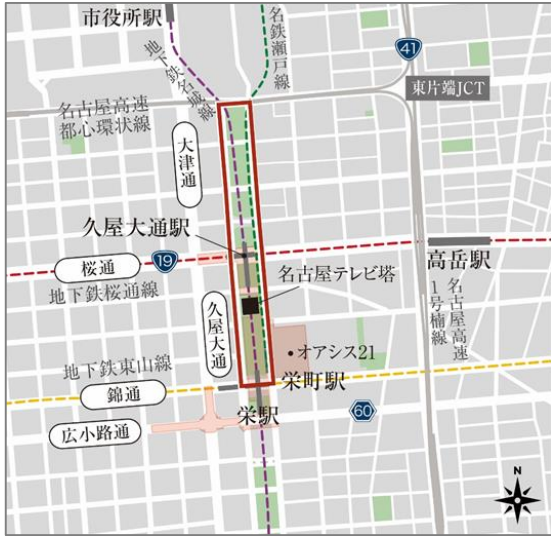 市役所駅
地下鉄名城線
名鉄瀬戸線
41
東片端JCT
名古屋高速
都心環状線
大津通
久屋大通駅
19
桜通
地下鉄桜通線
高岳駅
名古屋テレビ塔
名古屋高速
1号楠線
久屋大通
オアシス21
地下鉄東山線
栄町駅
錦通
栄駅
60
広小路通
N